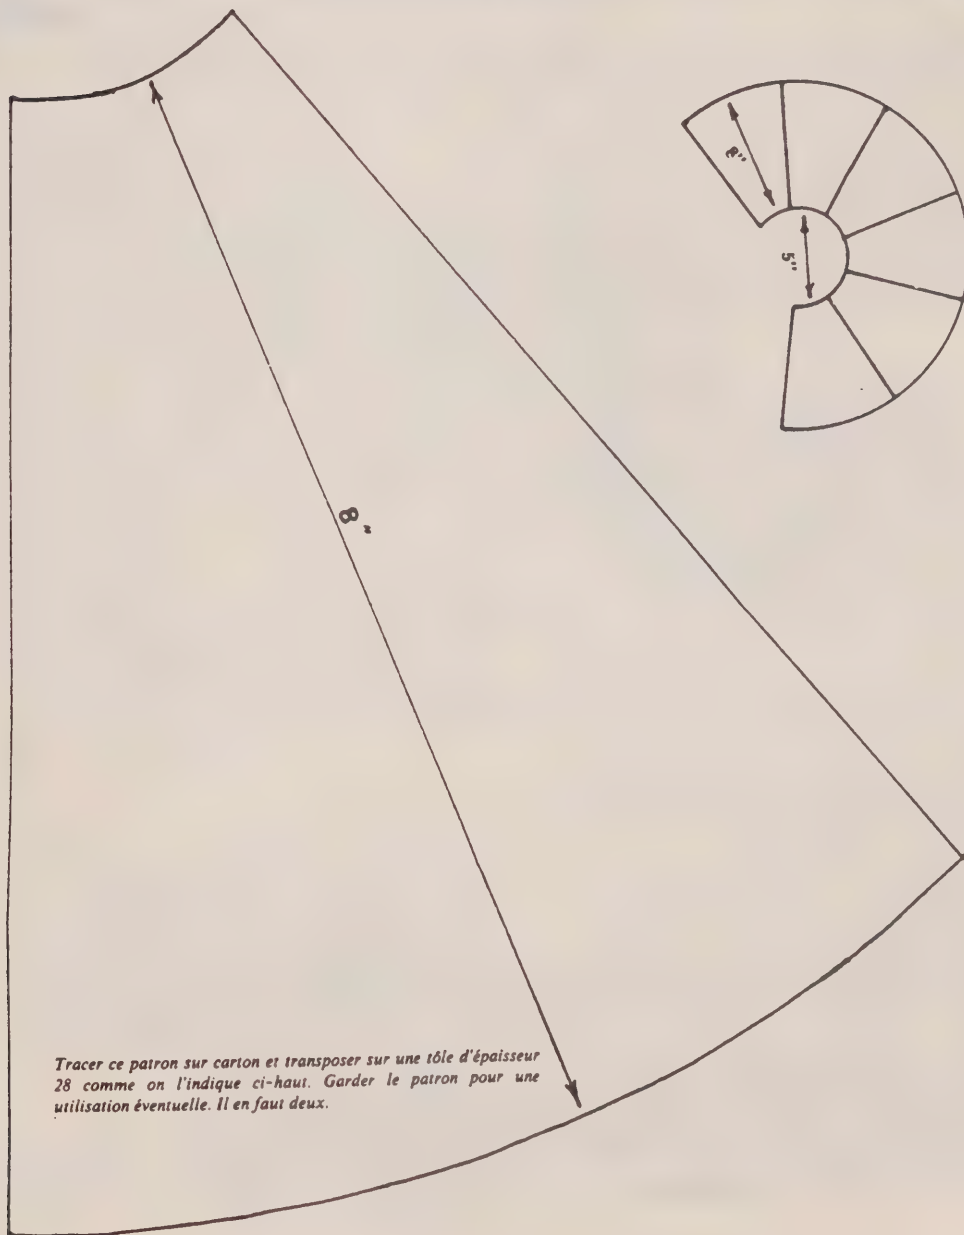 8"
5"
8"
Tracer ce patron sur carton et transposer sur une tôle d'épaisseur
28 comme on l'indique ci-haut. Garder le patron pour une
utilisation éventuelle. Il en faut deux.